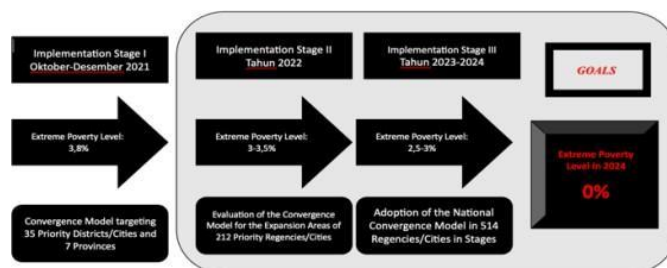 Implementation Stage I
Oktober-Desember 2021
Implementation Stage II
Tahun 2022
Implementation Stage III
Tahun 2023-2024
GOALS
Extreme Poverty Level:
3,8%
Extreme Poverty Level:
3-3,5%
Extreme Poverty Level:
2,5-3%
Extreme Poverty
Level In 2024
0%
Convergence Model targeting
35 Priority Districts/Cities and
7 Provinces
Evaluation of the Convergence
Model for the Expansion Areas of
212 Priority Regencies/Cities
Adoption of the National
Convergence Model in 514
Regencies/Cities in Stages